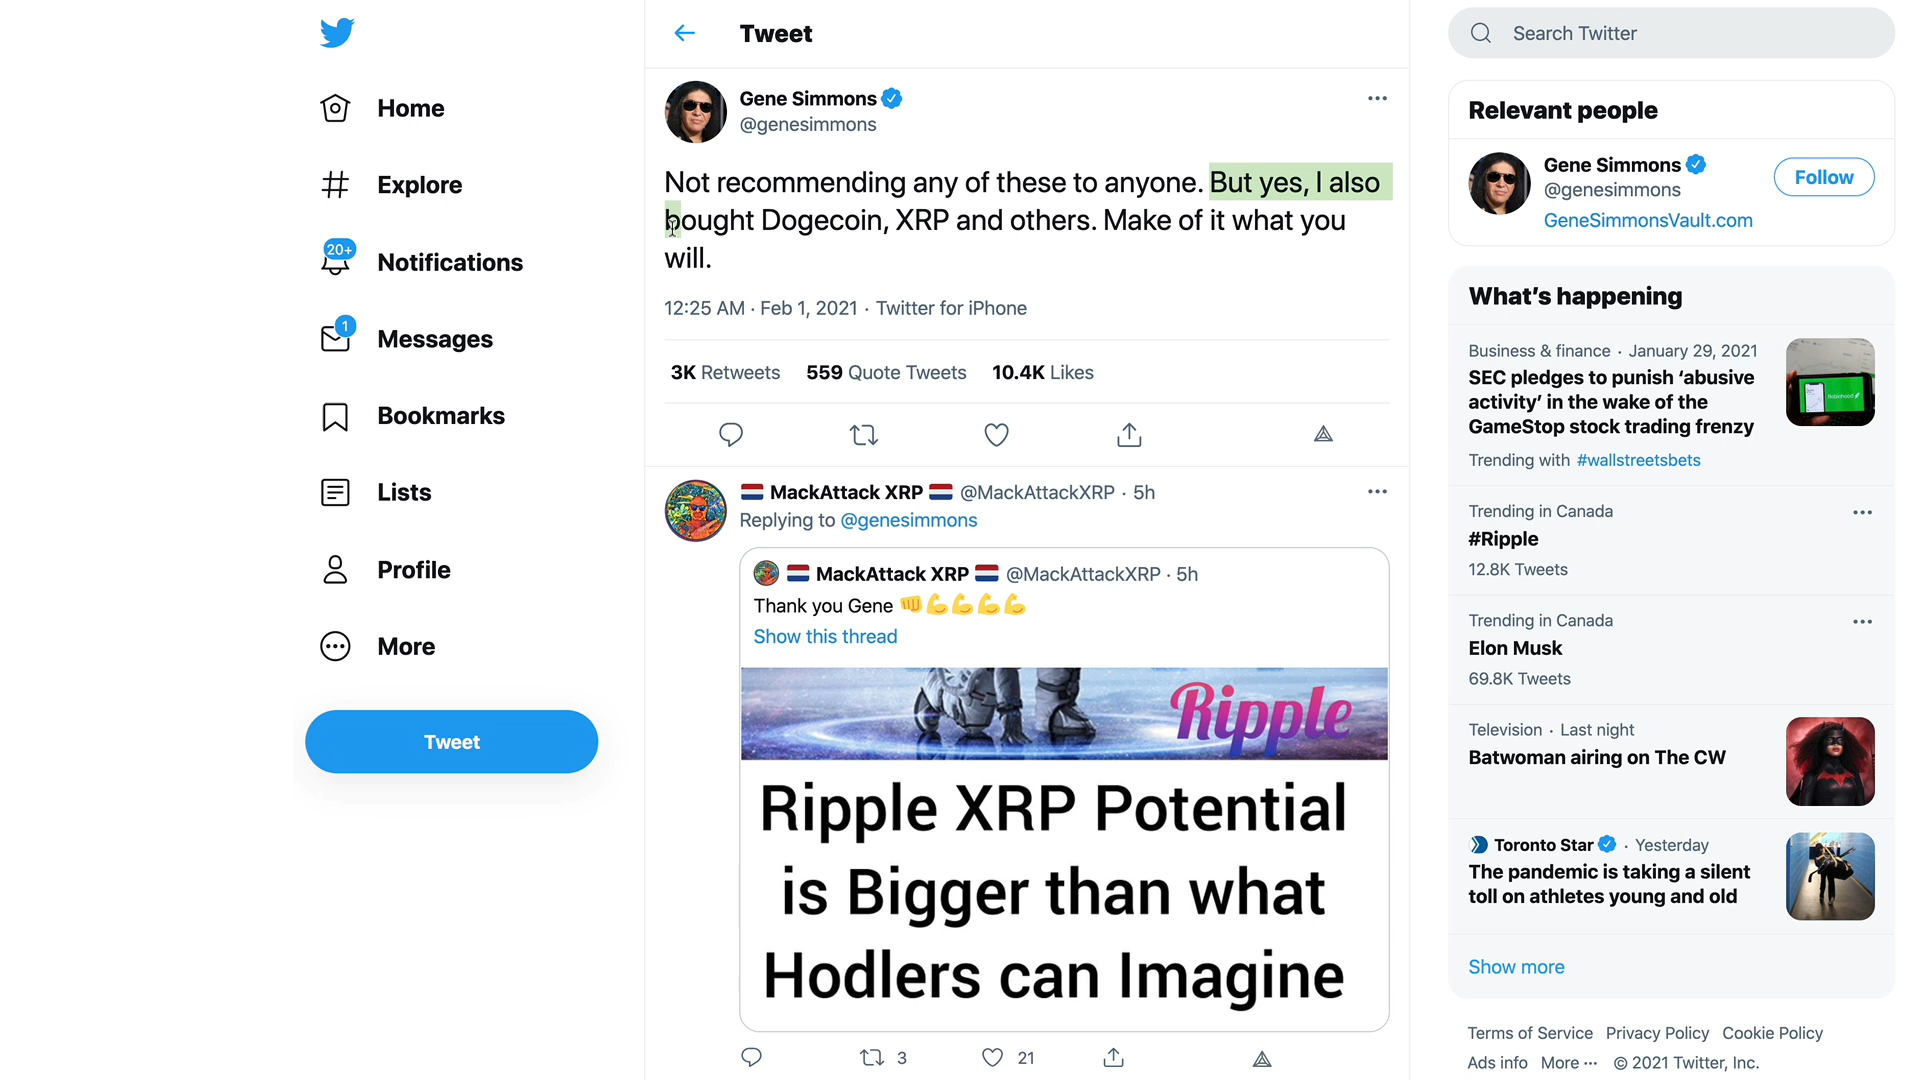 Home
Explore
20+
Notifications
1
Messages
Bookmarks
Lists
Profile
More
Tweet
Tweet
Gene Simmons
@genesimmons
Not recommending any of these to anyone. But yes, I also
bought Dogecoin, XRP and others. Make of it what you
will.
12:25 AM · Feb 1, 2021 · Twitter for iPhone
3K Retweets 559 Quote Tweets 10.4K Likes
MackAttack XRP @MackAttackXRP · 5h
Replying to @genesimmons
MackAttack XRP @MackAttackXRP · 5h
Thank you Gene 👊💪💪💪💪
Show this thread
Ripple
Ripple XRP Potential
is Bigger than what
Hodlers can Imagine
3 21
Search Twitter
Relevant people
Gene Simmons
@genesimmons
Follow
GeneSimmonsVault.com
What's happening
Business & finance · January 29, 2021
SEC pledges to punish ‘abusive
activity’ in the wake of the
GameStop stock trading frenzy
Robinhood
Trending with #wallstreetsbets
Trending in Canada
#Ripple
12.8K Tweets
Trending in Canada
Elon Musk
69.8K Tweets
Television · Last night
Batwoman airing on The CW
Toronto Star · Yesterday
The pandemic is taking a silent
toll on athletes young and old
Show more
Terms of Service Privacy Policy Cookie Policy
Ads info More ··· © 2021 Twitter, Inc.